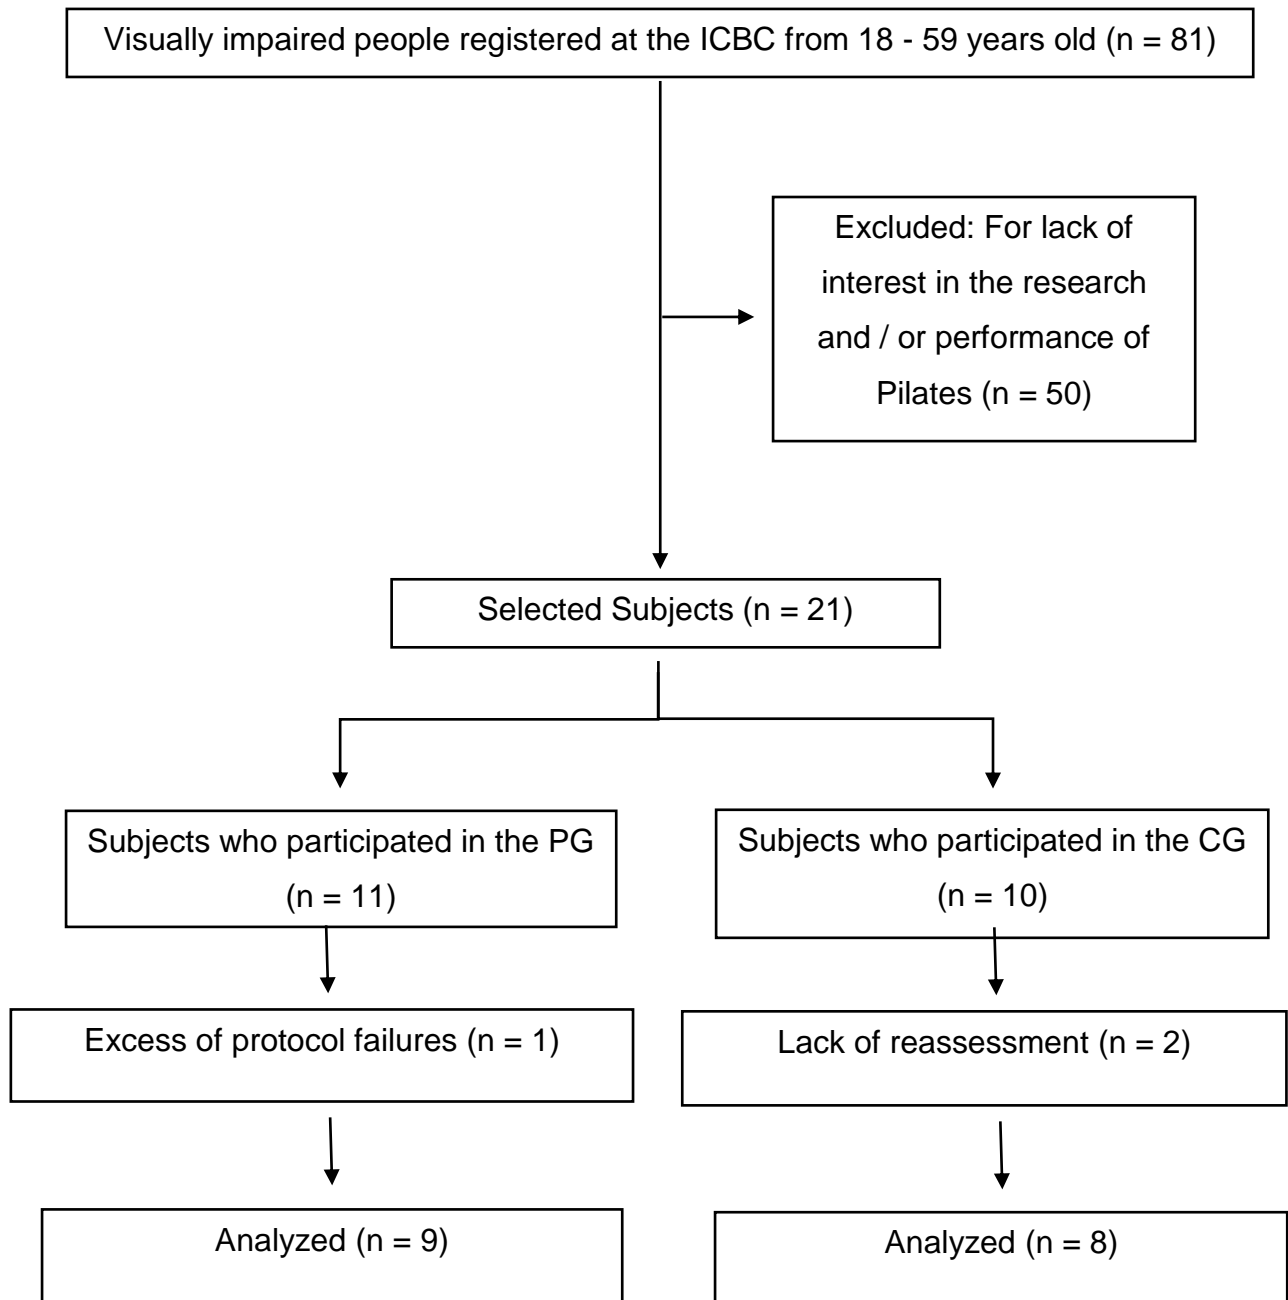 Visually impaired people registered at the ICBC from 18 - 59 years old (n = 81)
Excluded: For lack of
interest in the research
and / or performance of
Pilates (n = 50)
Selected Subjects (n = 21)
Subjects who participated in the PG
(n = 11)
Subjects who participated in the CG
(n = 10)
Excess of protocol failures (n = 1)
Lack of reassessment (n = 2)
Analyzed (n = 9)
Analyzed (n = 8)